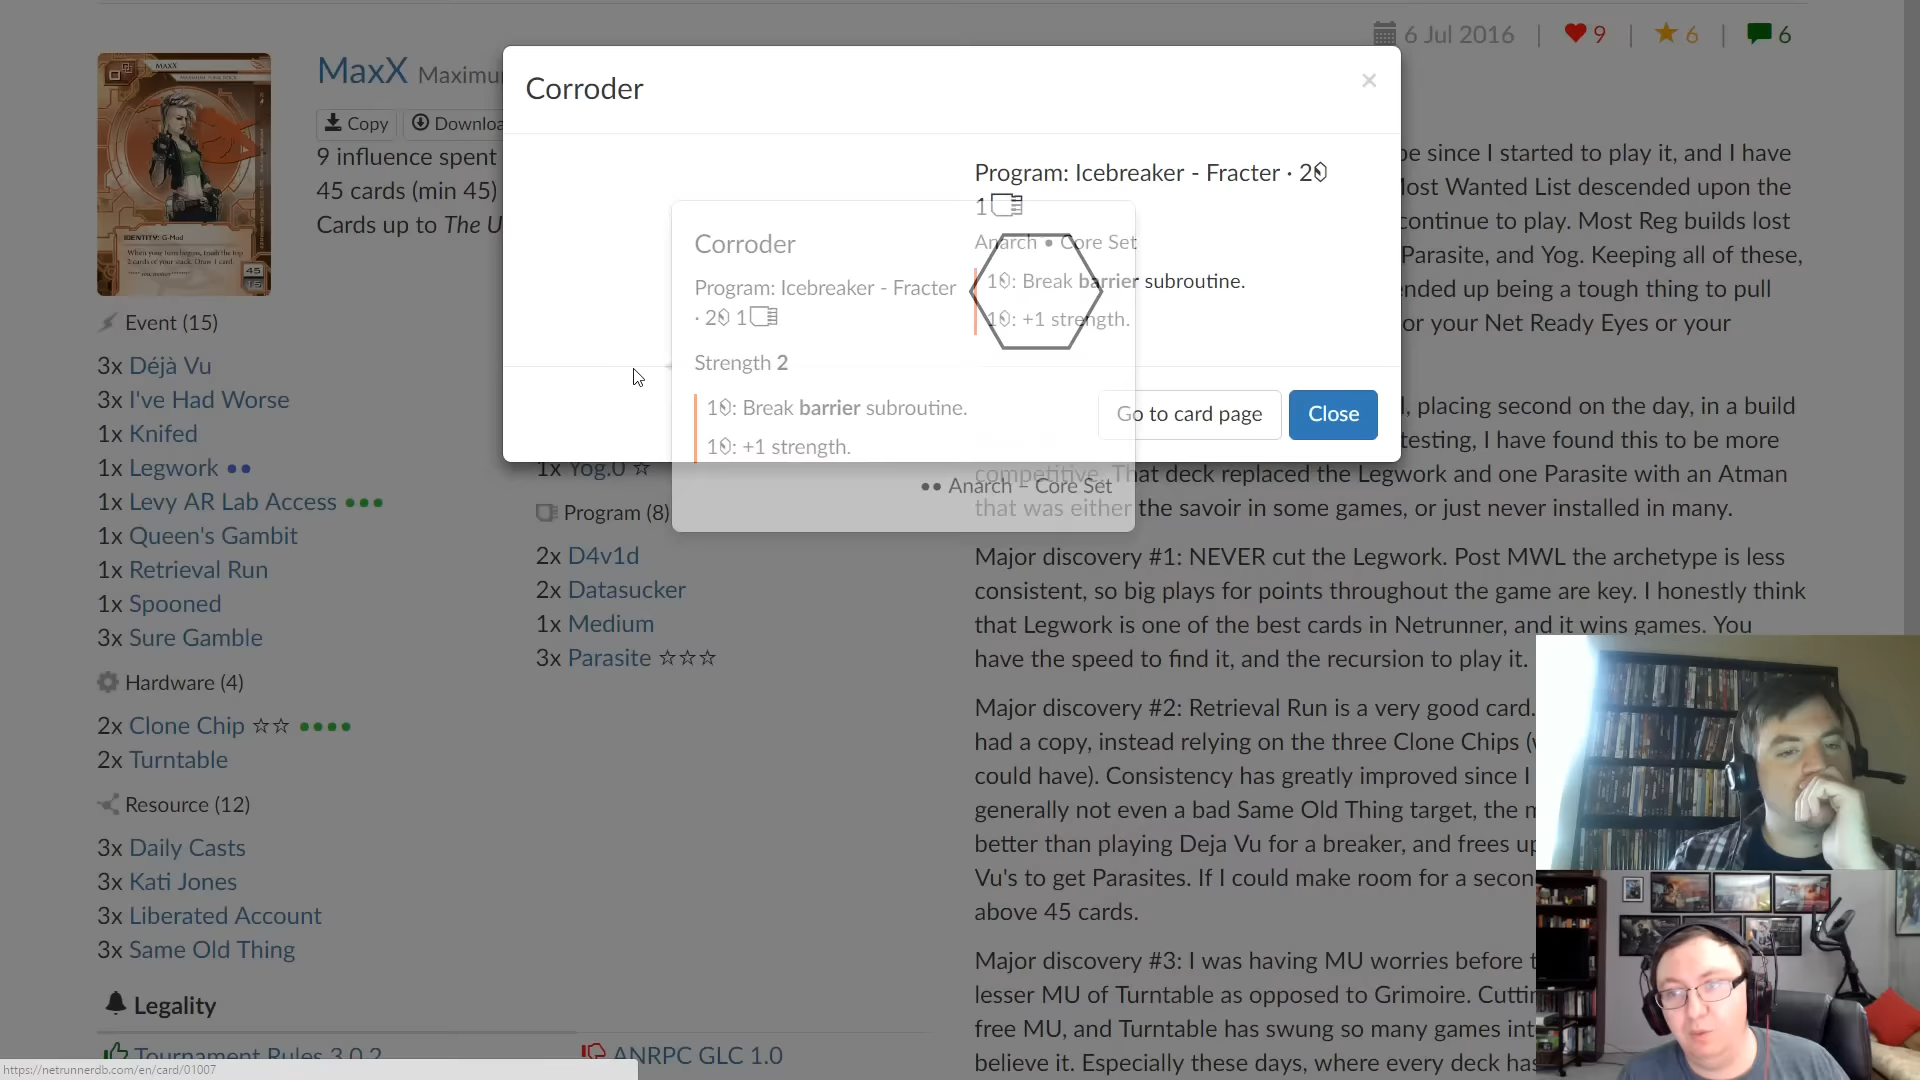 6 Jul 2016 | 9 | 6 | 6
MAXX
IDENTITY: G-Mod
45
MaxX Maximu
Copy
Downloa
9 influence spent
45 cards (min 45)
Cards up to The U
Event (15)
3x Déjà Vu
3x I've Had Worse
1x Knifed
1x Legwork ●●
1x Levy AR Lab Access ●●●
1x Queen's Gambit
1x Retrieval Run
1x Spooned
3x Sure Gamble
Hardware (4)
2x Clone Chip ☆☆ ●●●●
2x Turntable
Resource (12)
3x Daily Casts
3x Kati Jones
3x Liberated Account
3x Same Old Thing
Legality
Tournament Rules 3.0.2
ANRPC GLC 1.0
https://netrunnerdb.com/en/card/01007
1x Yog.0 ☆
Program (8)
2x D4v1d
2x Datasucker
1x Medium
3x Parasite ☆☆☆
Corroder
×
Program: Icebreaker - Fracter · 2
1
Anarch • Core Set
1: Break barrier subroutine.
1: +1 strength.
Go to card page
Close
Corroder
Program: Icebreaker - Fracter
· 2 1
Strength 2
1: Break barrier subroutine.
1: +1 strength.
●● Anarch – Core Set
be since I started to play it, and I have
ost Wanted List descended upon the
continue to play. Most Reg builds lost
Parasite, and Yog. Keeping all of these,
nded up being a tough thing to pull
or your Net Ready Eyes or your
, placing second on the day, in a build
testing, I have found this to be more
competitive. That deck replaced the Legwork and one Parasite with an Atman
that was either the savoir in some games, or just never installed in many.
Major discovery #1: NEVER cut the Legwork. Post MWL the archetype is less
consistent, so big plays for points throughout the game are key. I honestly think
that Legwork is one of the best cards in Netrunner, and it wins games. You
have the speed to find it, and the recursion to play it.
Major discovery #2: Retrieval Run is a very good card.
had a copy, instead relying on the three Clone Chips (
could have). Consistency has greatly improved since I
generally not even a bad Same Old Thing target, the
better than playing Deja Vu for a breaker, and frees up
Vu's to get Parasites. If I could make room for a secon
above 45 cards.
Major discovery #3: I was having MU worries before t
lesser MU of Turntable as opposed to Grimoire. Cutti
free MU, and Turntable has swung so many games int
believe it. Especially these days, where every deck has